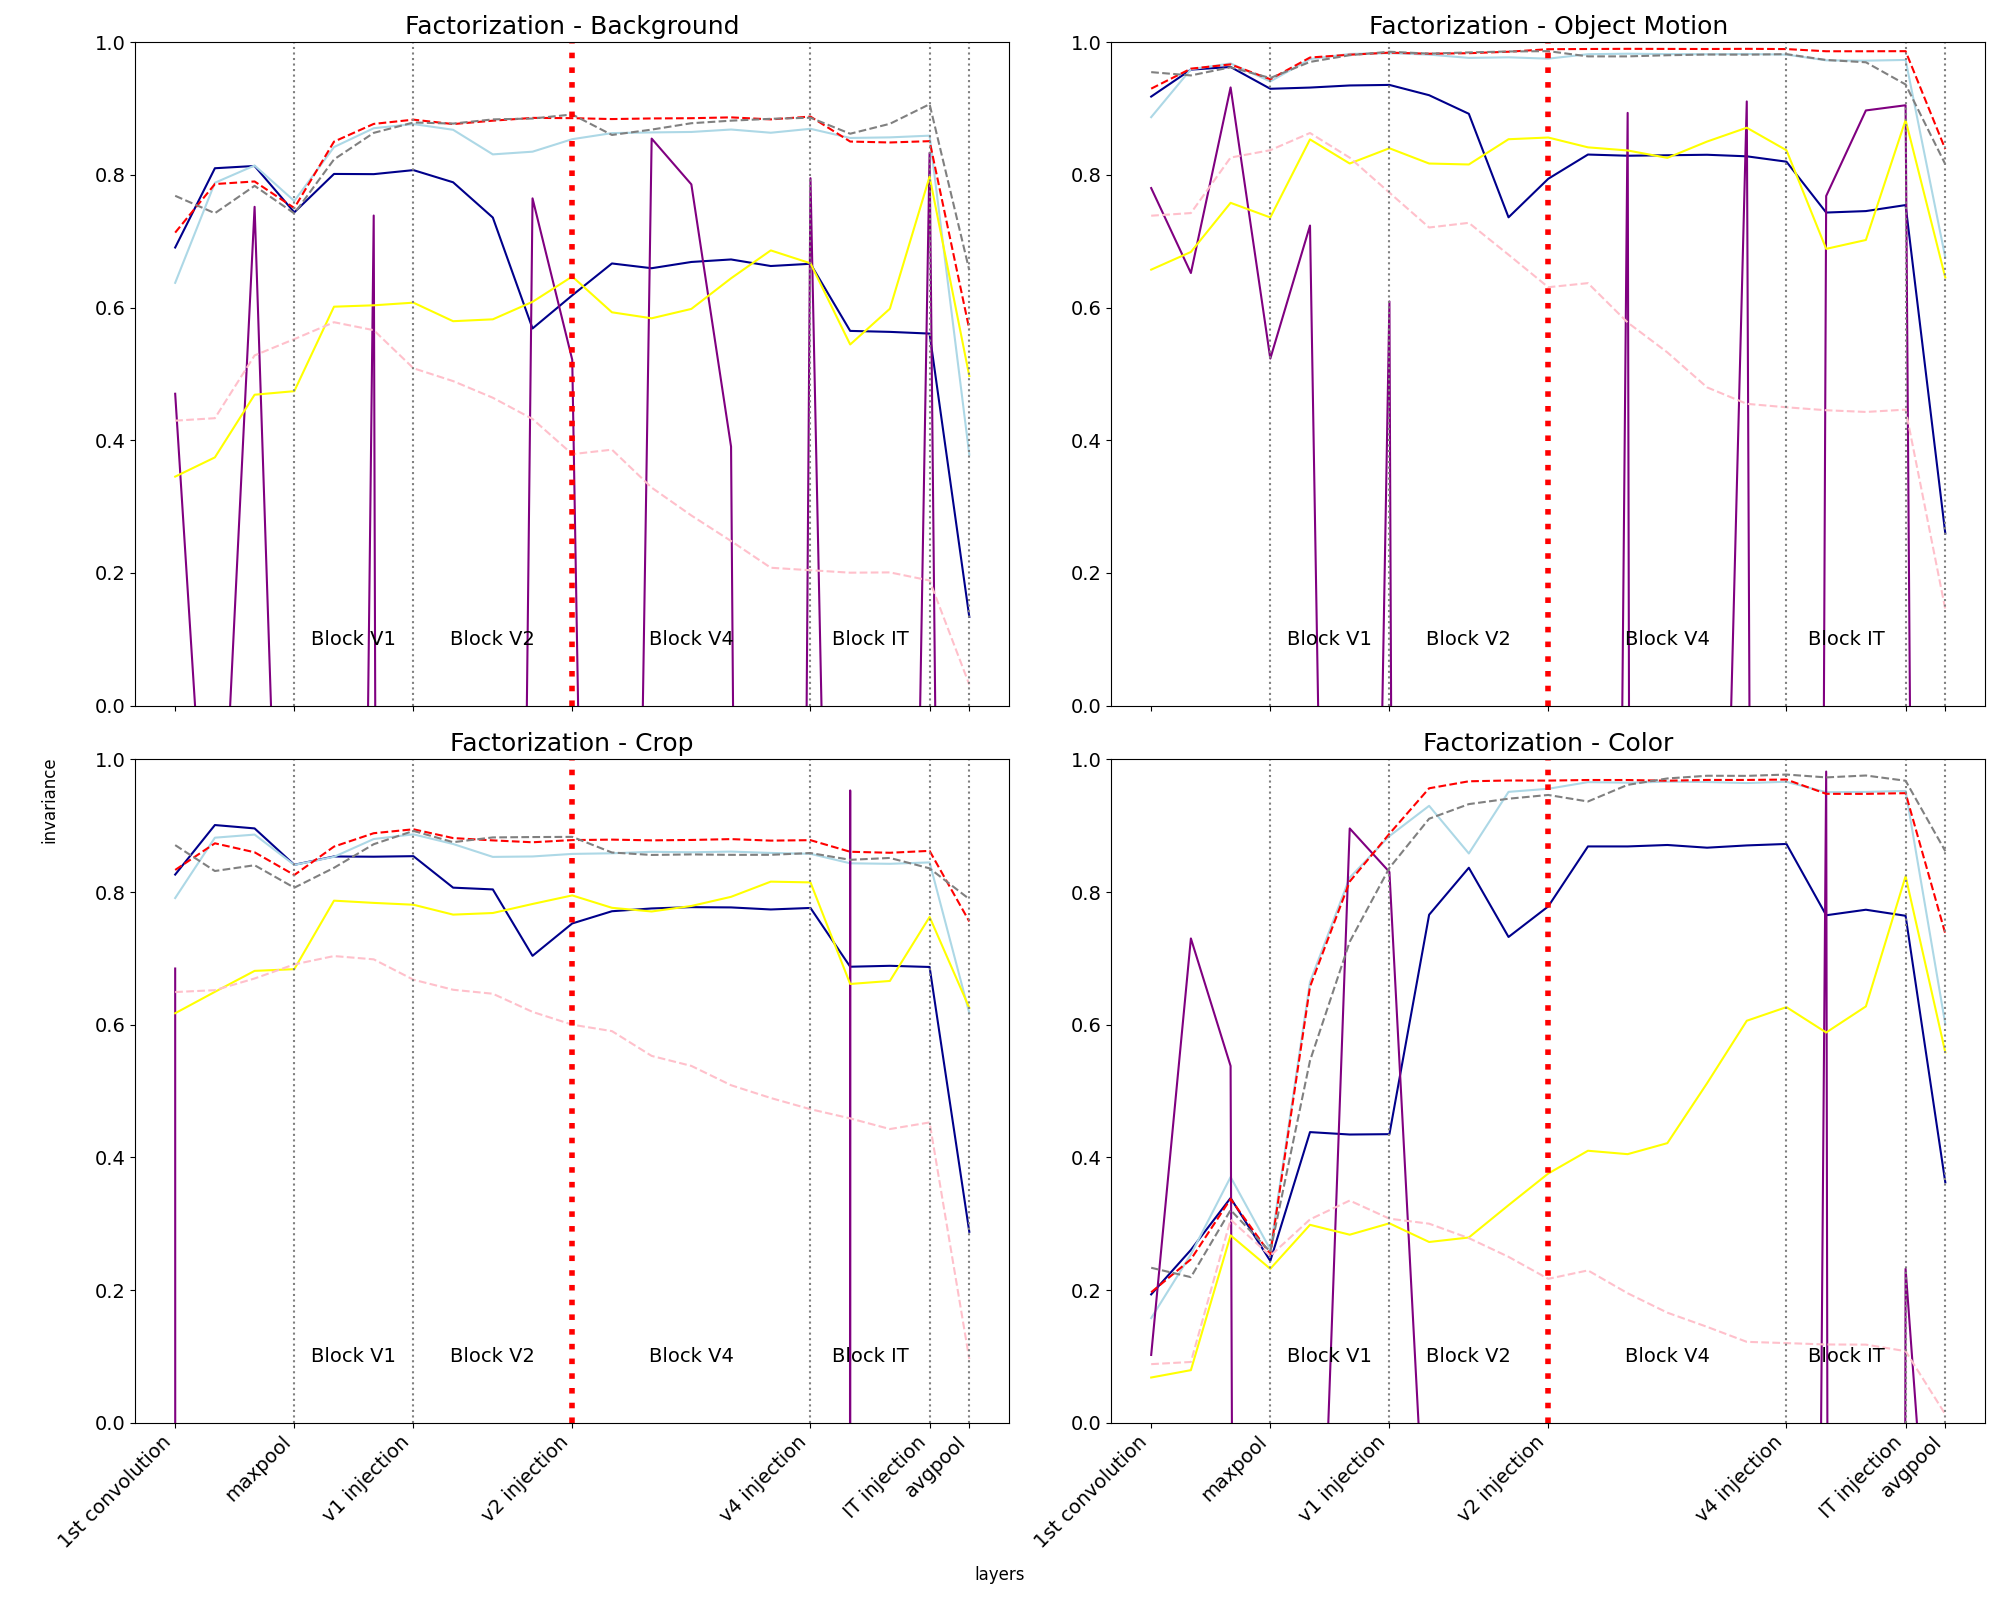 Factorization - Background
1.0
0.8
0.6
0.4
0.2
0.0
Block V1
Block V2
Block V4
Block IT
Factorization - Object Motion
1.0
0.8
0.6
0.4
0.2
0.0
Block V1
Block V2
Block V4
Block IT
invariance
Factorization - Crop
1.0
0.8
0.6
0.4
0.2
0.0
Block V1
Block V2
Block V4
Block IT
1st convolution
maxpool
v1 injection
v2 injection
v4 injection
IT injection
avgpool
Factorization - Color
1.0
0.8
0.6
0.4
0.2
0.0
Block V1
Block V2
Block V4
Block IT
1st convolution
maxpool
v1 injection
v2 injection
v4 injection
IT injection
avgpool
layers